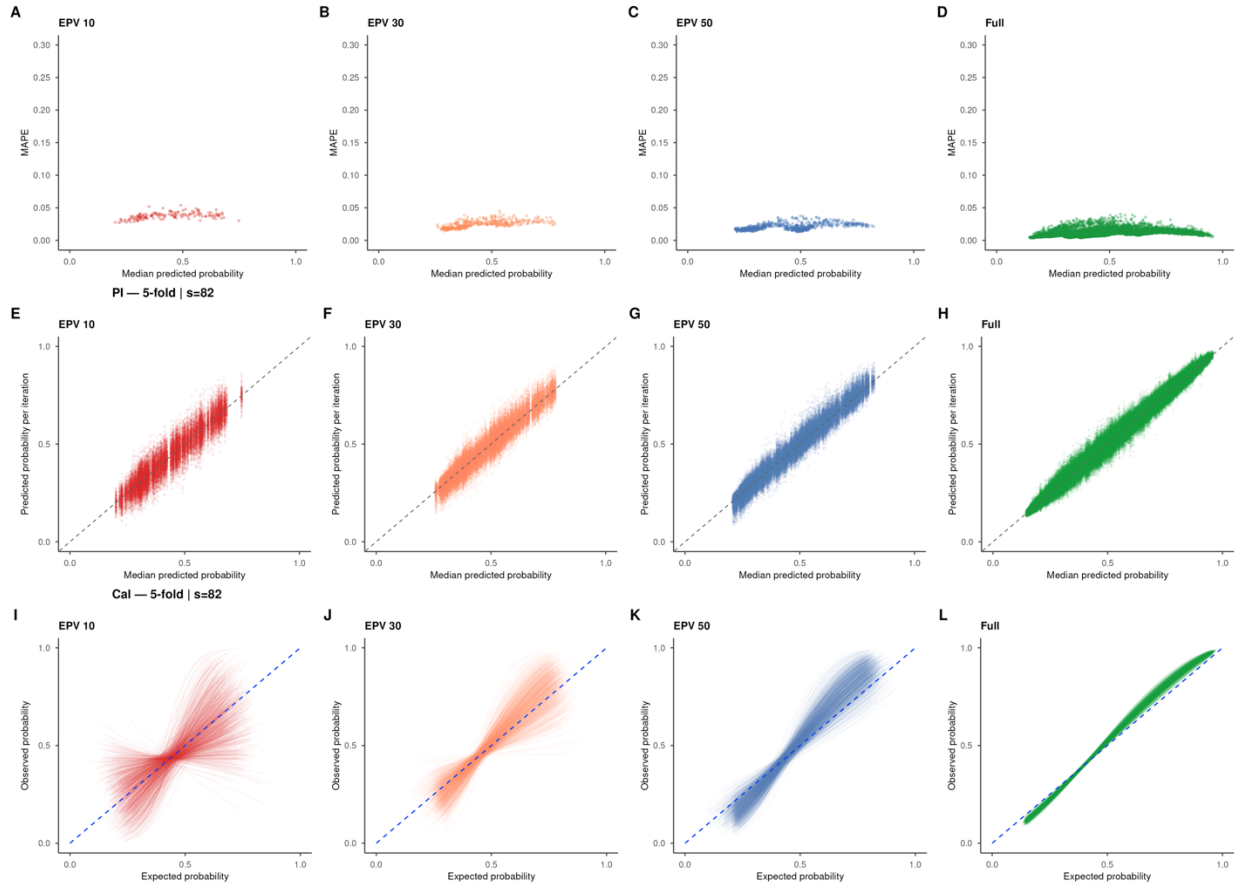 A
EPV 10
B
EPV 30
C
EPV 50
D
Full
MAPE
0.30
0.25
0.20
0.15
0.10
0.05
0.00
0.0 0.5 1.0
Median predicted probability
MAPE
0.30
0.25
0.20
0.15
0.10
0.05
0.00
0.0 0.5 1.0
Median predicted probability
MAPE
0.30
0.25
0.20
0.15
0.10
0.05
0.00
0.0 0.5 1.0
Median predicted probability
MAPE
0.30
0.25
0.20
0.15
0.10
0.05
0.00
0.0 0.5 1.0
Median predicted probability
PI — 5-fold | s=82
E
EPV 10
F
EPV 30
G
EPV 50
H
Full
Predicted probability per iteration
1.0
0.5
0.0
0.0 0.5 1.0
Median predicted probability
Predicted probability per iteration
1.0
0.5
0.0
0.0 0.5 1.0
Median predicted probability
Predicted probability per iteration
1.0
0.5
0.0
0.0 0.5 1.0
Median predicted probability
Predicted probability per iteration
1.0
0.5
0.0
0.0 0.5 1.0
Median predicted probability
Cal — 5-fold | s=82
I
EPV 10
J
EPV 30
K
EPV 50
L
Full
Observed probability
1.0
0.5
0.0
0.0 0.5 1.0
Expected probability
Observed probability
1.0
0.5
0.0
0.0 0.5 1.0
Expected probability
Observed probability
1.0
0.5
0.0
0.0 0.5 1.0
Expected probability
Observed probability
1.0
0.5
0.0
0.0 0.5 1.0
Expected probability